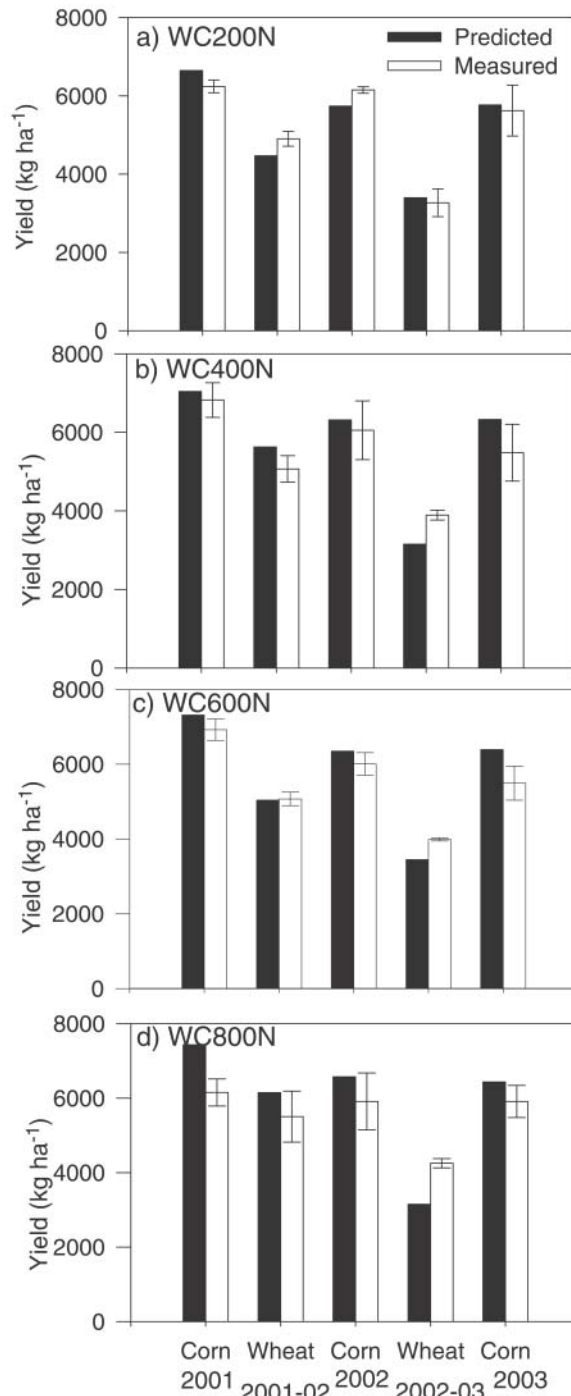 a) WC200N
Predicted
Measured
8000
6000
4000
2000
0
Yield (kg ha⁻¹)
b) WC400N
8000
6000
4000
2000
0
Yield (kg ha⁻¹)
c) WC600N
8000
6000
4000
2000
0
Yield (kg ha⁻¹)
d) WC800N
8000
6000
4000
2000
0
Yield (kg ha⁻¹)
Corn Wheat Corn Wheat Corn
2001 2001-02 2002 2002-03 2003